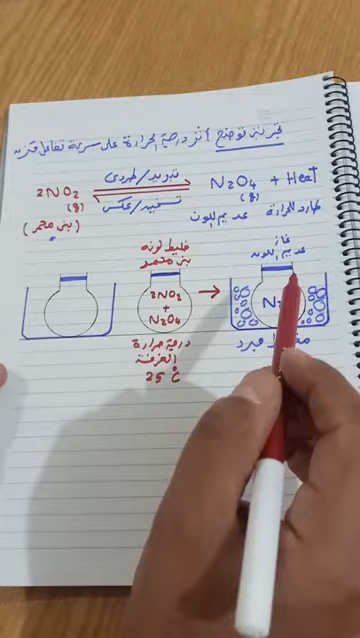 تجربة توضح أثر درجة الحرارة على سرعة تفاعل متزن
2NO₂ (g) ⇌ N₂O₄ (g) + Heat
تبريد/طردي
تسخين/عكسي
(بني محمر)
عديم اللون
طارد للحرارة
خليط لونه
بني محمر
2NO₂
+
N₂O₄
درجة حرارة
الغرفة
25 °C
غاز
عديم اللون
N
مبرد